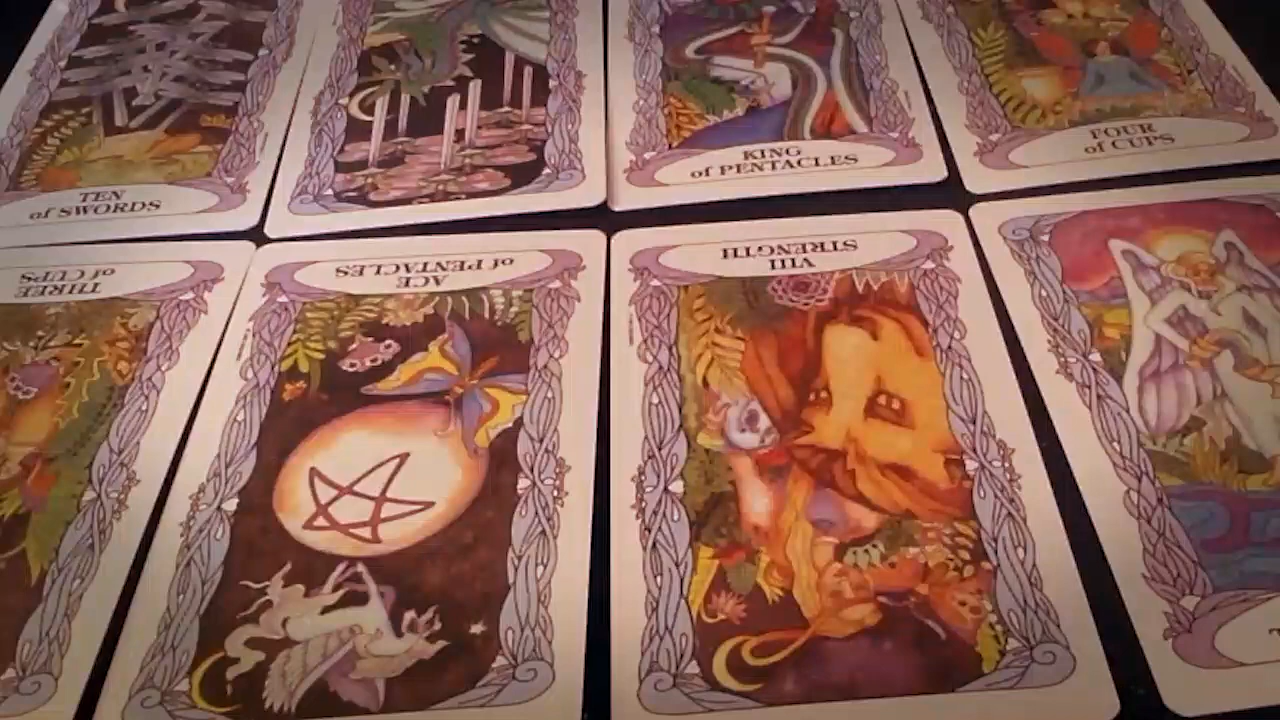 TEN
of SWORDS
KING
of PENTACLES
FOUR
of CUPS
THREE
of CUPS
ACE
of PENTACLES
VIII
STRENGTH